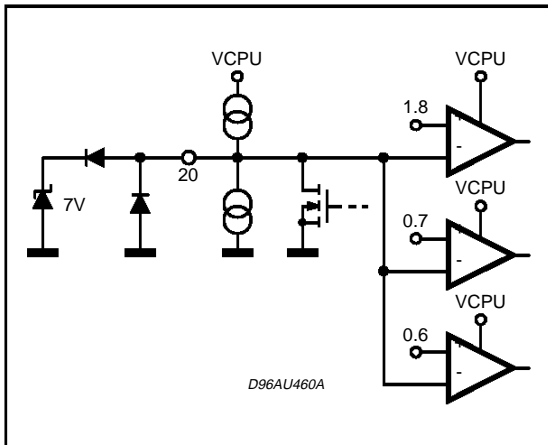 VCPU
VCPU
1.8
+
-
20
7V
VCPU
0.7
+
-
VCPU
0.6
+
-
D96AU460A